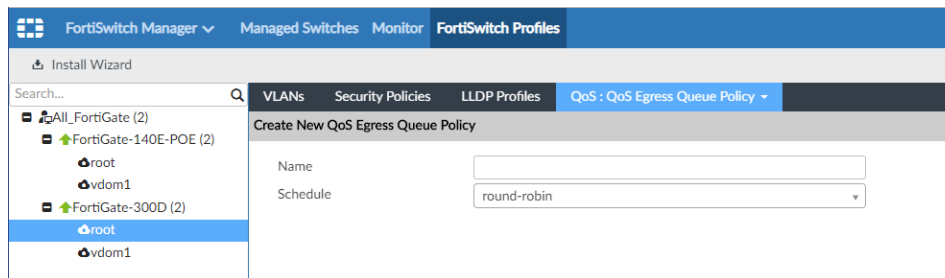 FortiSwitch Manager Managed Switches Monitor FortiSwitch Profiles
Install Wizard
Search... VLANs Security Policies LLDP Profiles QoS : QoS Egress Queue Policy
All_FortiGate (2) Create New QoS Egress Queue Policy
FortiGate-140E-POE (2)
root Name
vdom1 Schedule round-robin
FortiGate-300D (2)
root
vdom1